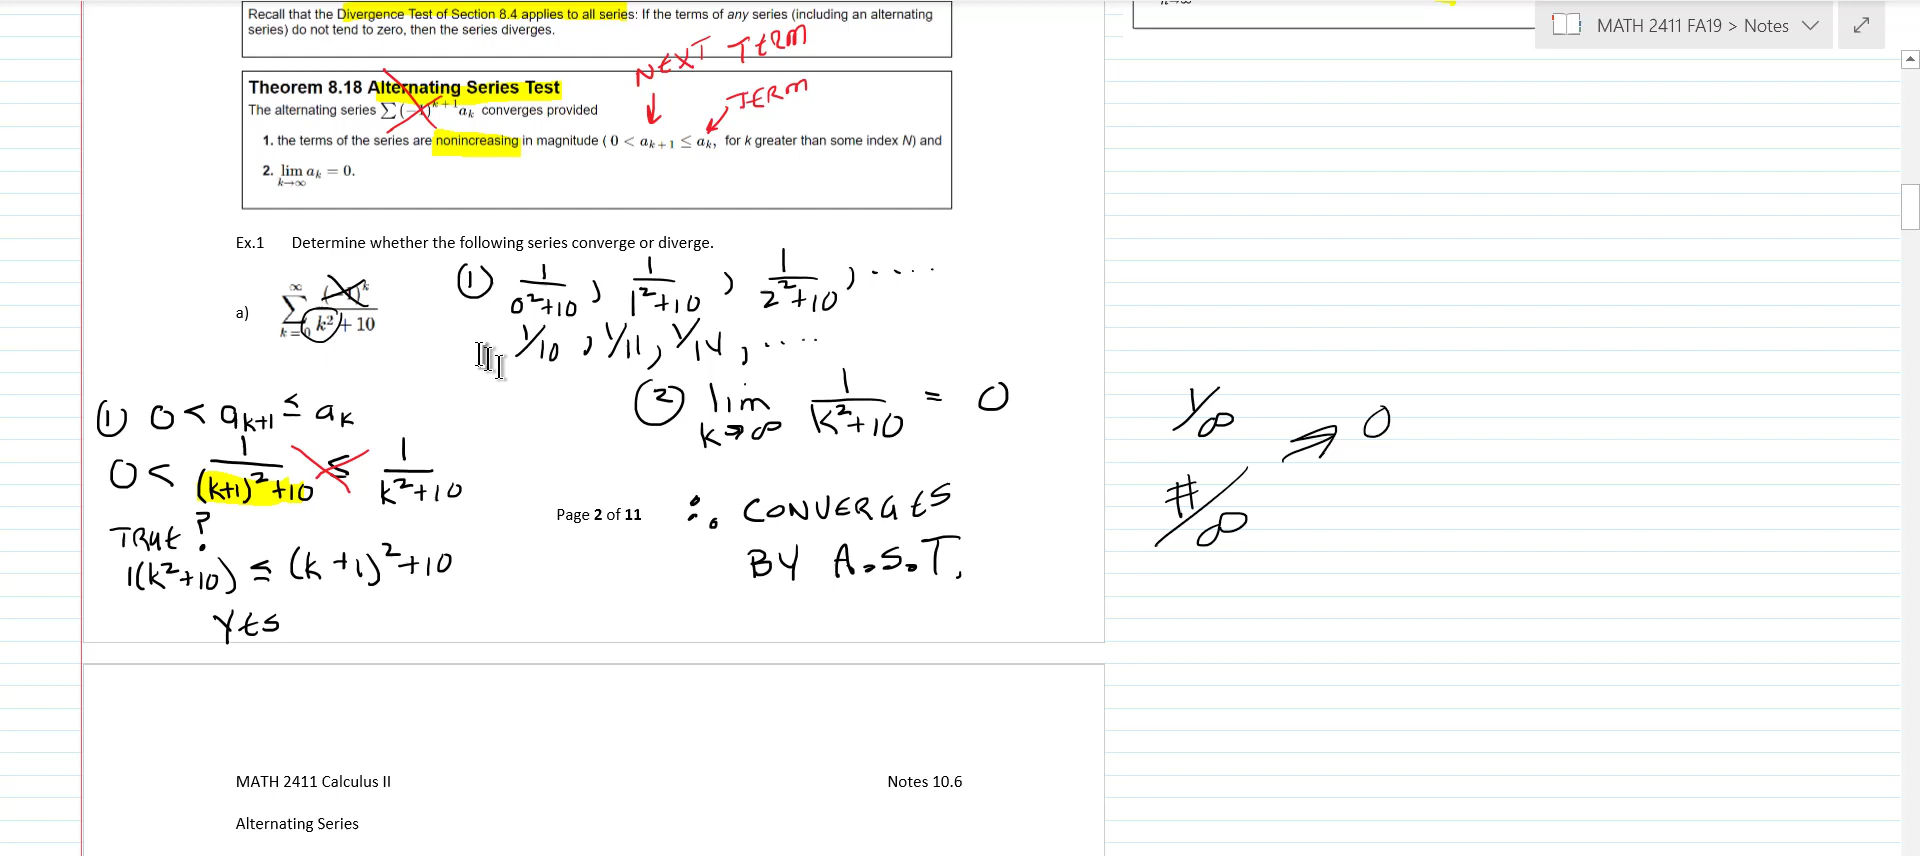 Recall that the Divergence Test of Section 8.4 applies to all series: If the terms of any series (including an alternating
series) do not tend to zero, then the series diverges.
MATH 2411 FA19 > Notes
NEXT TERM
TERM
Theorem 8.18 Alternating Series Test
The alternating series ∑(−1)^{k+1} a_k converges provided
1. the terms of the series are nonincreasing in magnitude ( 0 < a_{k+1} ≤ a_k, for k greater than some index N) and
2. lim_{k→∞} a_k = 0.
Ex.1 Determine whether the following series converge or diverge.
a) ∑_{k=0}^{∞} (−1)^k / (k² + 10)
① 1/(0²+10), 1/(1²+10), 1/(2²+10), ....
1/10, 1/11, 1/14, ....
② lim_{k→∞} 1/(k²+10) = 0
① 0 < a_{k+1} ≤ a_k
0 < 1/((k+1)²+10) ≤ 1/(k²+10)
TRUE?
1(k²+10) ≤ (k+1)²+10
YES
Page 2 of 11
∴ CONVERGES
BY A.S.T.
1/∞
#/∞
⇒ 0
MATH 2411 Calculus II Notes 10.6
Alternating Series